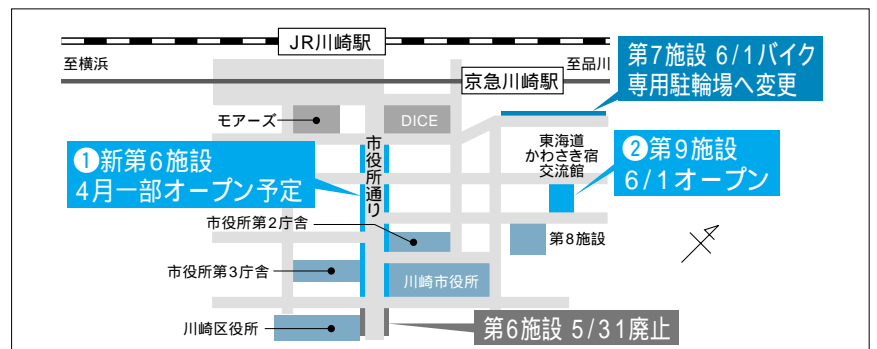 JR川崎駅
至横浜
至品川
京急川崎駅
第7施設 6/1バイク
専用駐輪場へ変更
モアーズ
DICE
市役所通り
東海道
かわさき宿
交流館
❶新第6施設
4月一部オープン予定
❷第9施設
6/1オープン
市役所第2庁舎
第8施設
市役所第3庁舎
川崎市役所
川崎区役所
第6施設 5/31廃止